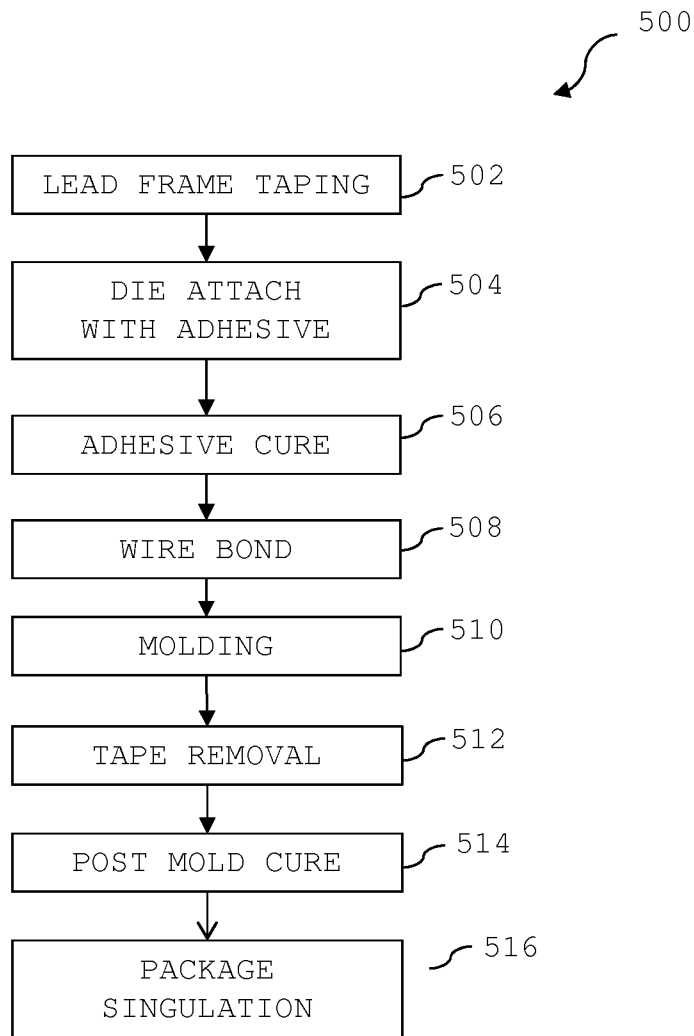 500
LEAD FRAME TAPING
502
DIE ATTACH
WITH ADHESIVE
504
ADHESIVE CURE
506
WIRE BOND
508
MOLDING
510
TAPE REMOVAL
512
POST MOLD CURE
514
PACKAGE
SINGULATION
516